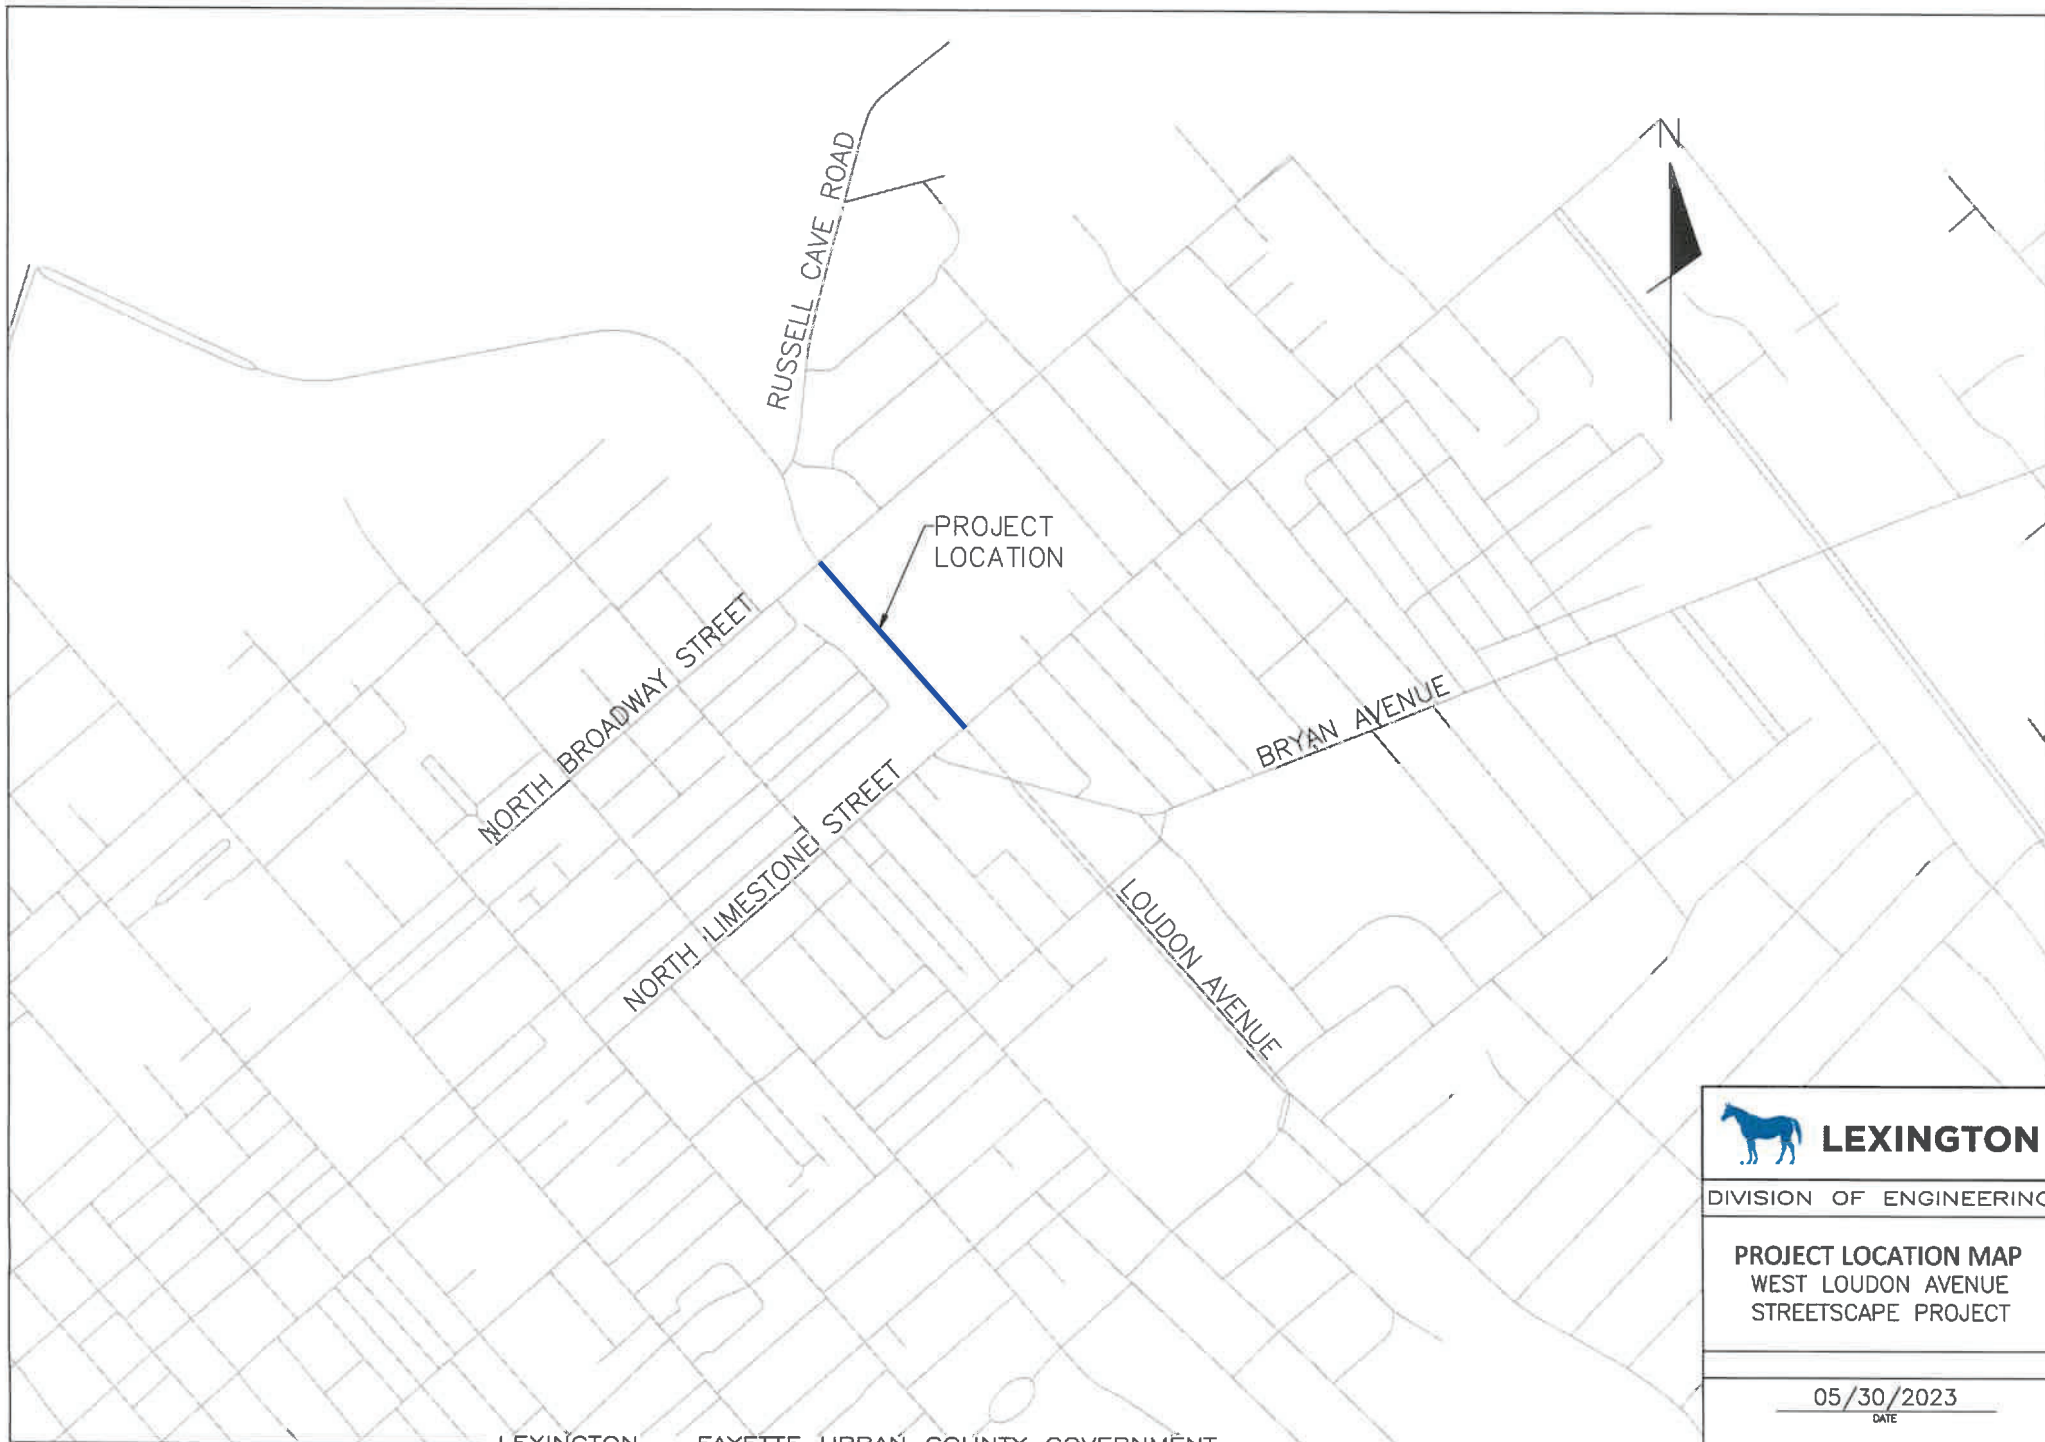 RUSSELL CAVE ROAD
N
PROJECT
LOCATION
NORTH BROADWAY STREET
NORTH LIMESTONE STREET
BRYAN AVENUE
LOUDON AVENUE
LEXINGTON
DIVISION OF ENGINEERING
PROJECT LOCATION MAP
WEST LOUDON AVENUE
STREETSCAPE PROJECT
05/30/2023
DATE
LEXINGTON FAYETTE URBAN COUNTY GOVERNMENT